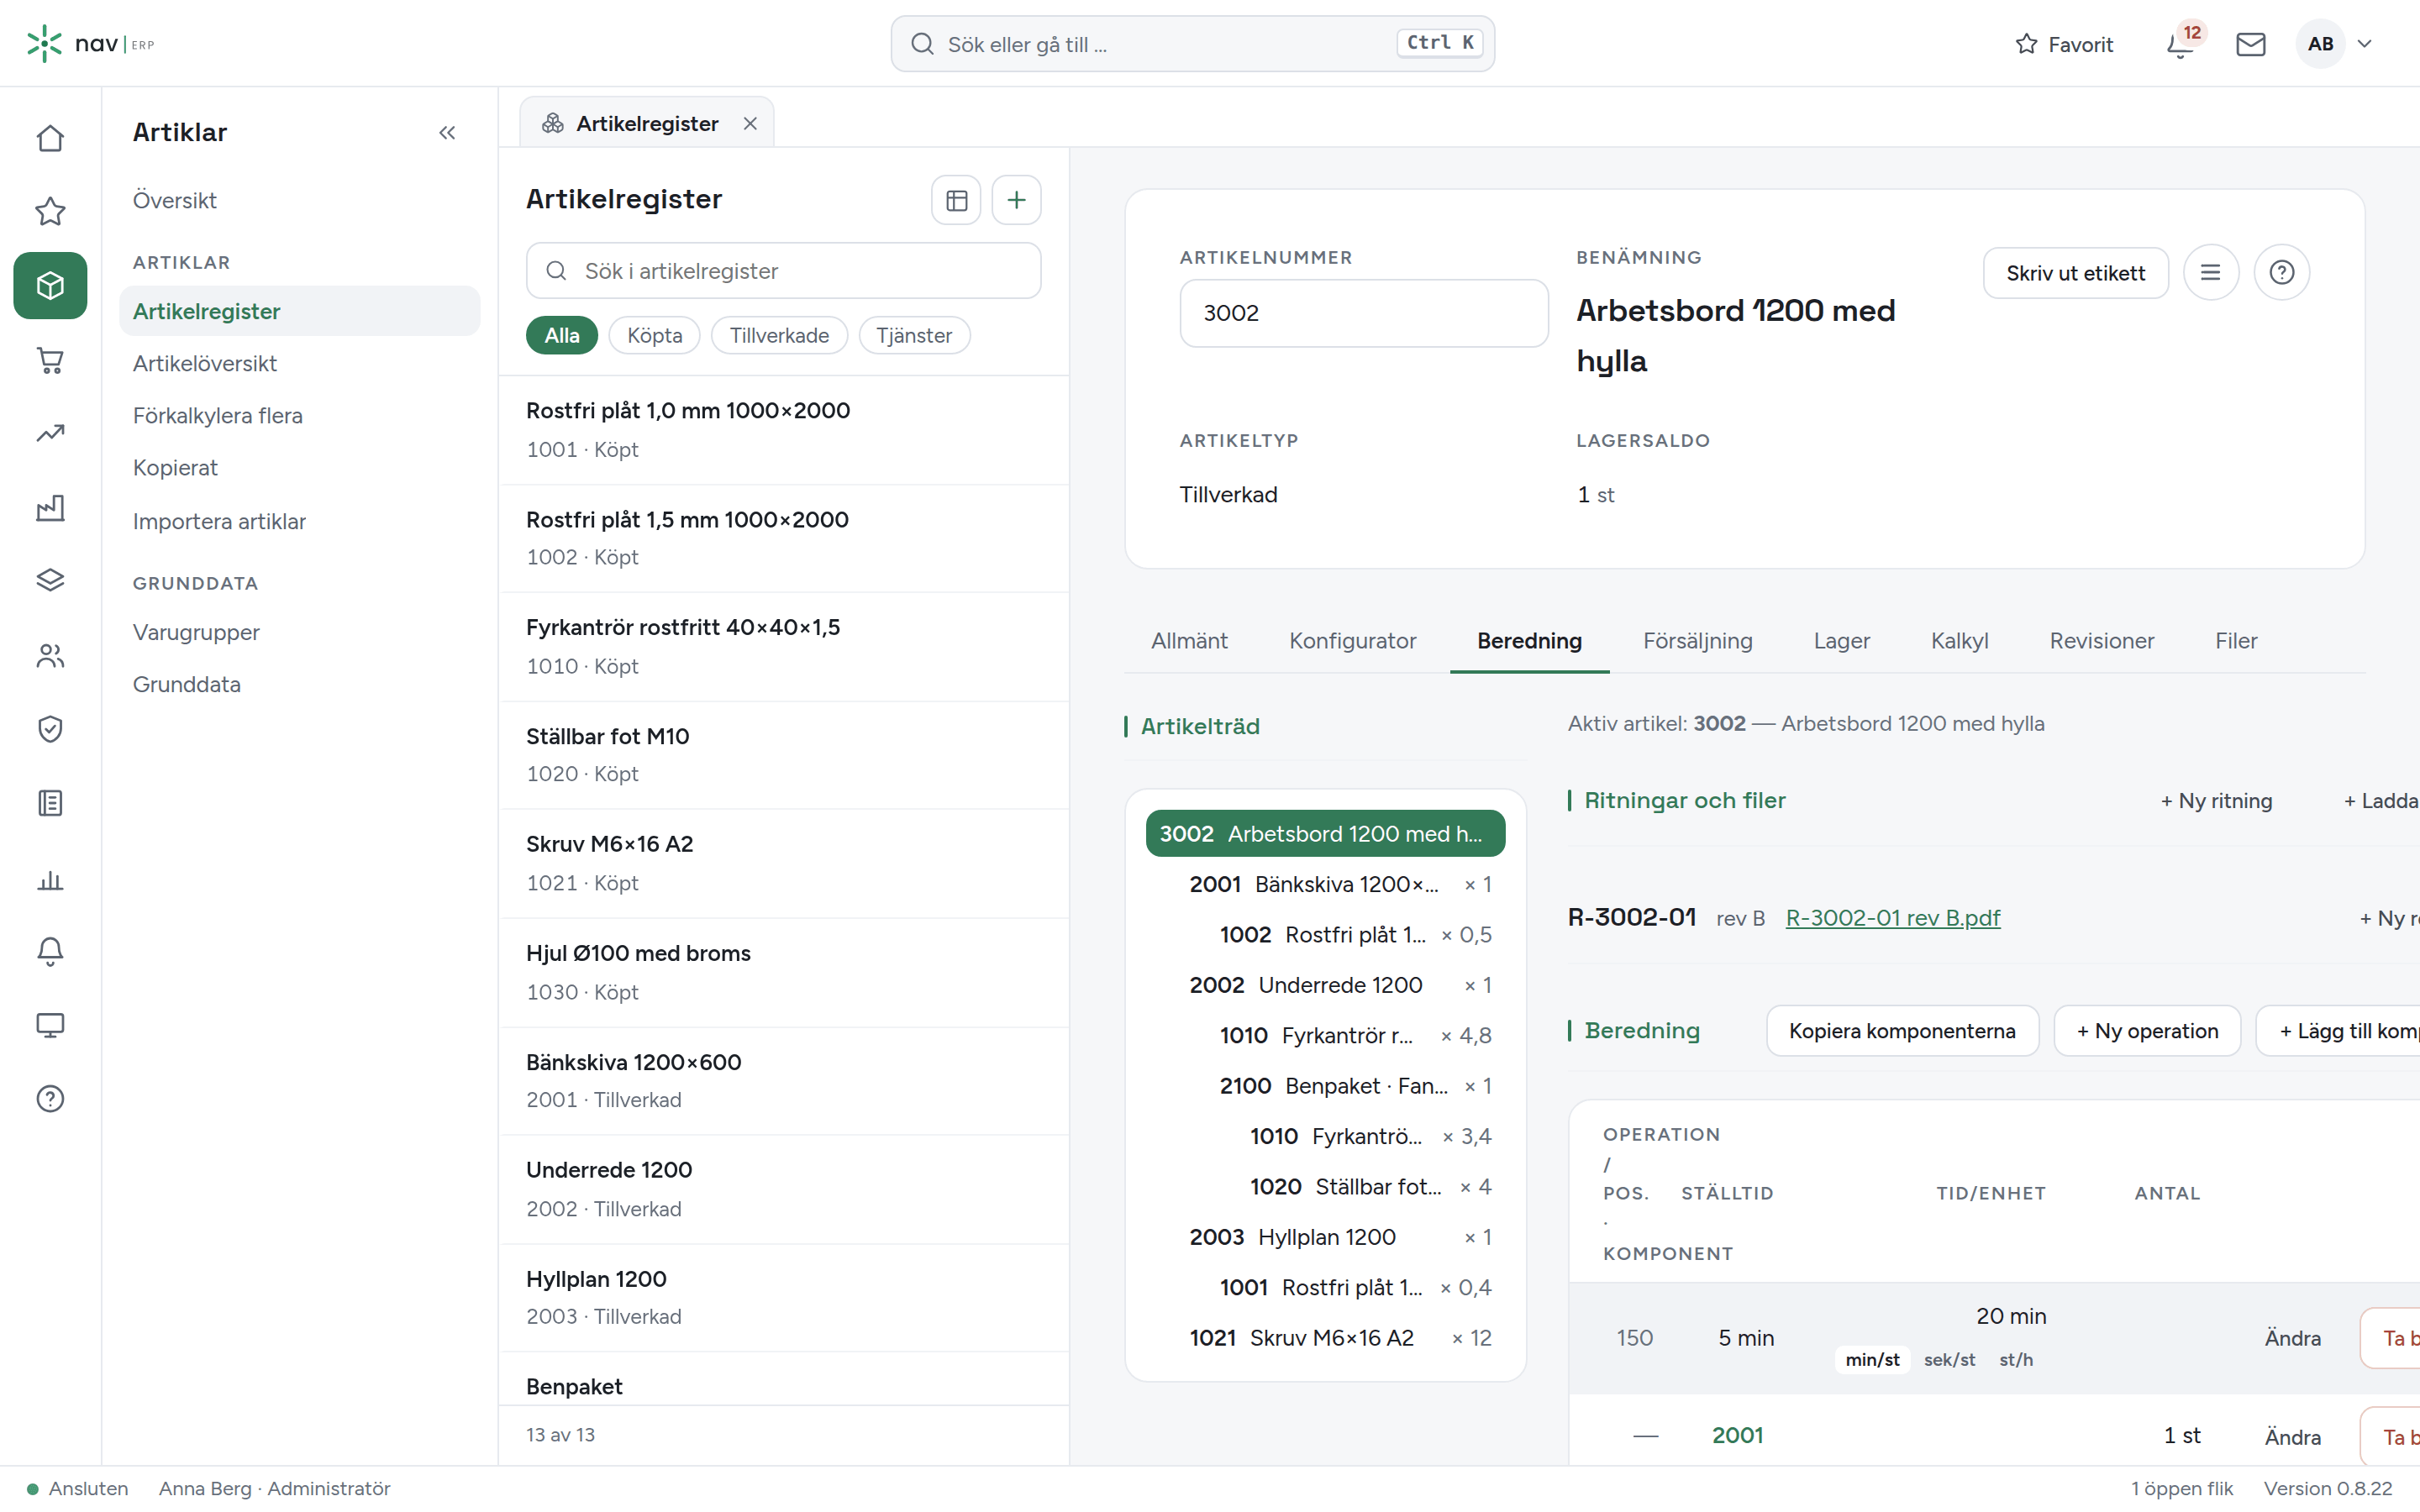 nav | ERP
Sök eller gå till ...
Ctrl K
Favorit
12
AB
Artiklar
Översikt
ARTIKLAR
Artikelregister
Artikelöversikt
Förkalkylera flera
Kopierat
Importera artiklar
GRUNDDATA
Varugrupper
Grunddata
Artikelregister
Artikelregister
Sök i artikelregister
Alla Köpta Tillverkade Tjänster
Rostfri plåt 1,0 mm 1000×2000
1001 · Köpt
Rostfri plåt 1,5 mm 1000×2000
1002 · Köpt
Fyrkantrör rostfritt 40×40×1,5
1010 · Köpt
Ställbar fot M10
1020 · Köpt
Skruv M6×16 A2
1021 · Köpt
Hjul Ø100 med broms
1030 · Köpt
Bänkskiva 1200×600
2001 · Tillverkad
Underrede 1200
2002 · Tillverkad
Hyllplan 1200
2003 · Tillverkad
Benpaket
13 av 13
ARTIKELNUMMER
3002
BENÄMNING
Arbetsbord 1200 med
hylla
Skriv ut etikett
ARTIKELTYP
Tillverkad
LAGERSALDO
1 st
Allmänt Konfigurator Beredning Försäljning Lager Kalkyl Revisioner Filer
Artikelträd
3002 Arbetsbord 1200 med h...
2001 Bänkskiva 1200×... × 1
1002 Rostfri plåt 1... × 0,5
2002 Underrede 1200 × 1
1010 Fyrkantrör r... × 4,8
2100 Benpaket · Fan... × 1
1010 Fyrkantrö... × 3,4
1020 Ställbar fot... × 4
2003 Hyllplan 1200 × 1
1001 Rostfri plåt 1... × 0,4
1021 Skruv M6×16 A2 × 12
Aktiv artikel: 3002 — Arbetsbord 1200 med hylla
Ritningar och filer
+ Ny ritning
+ Ladda
R-3002-01 rev B R-3002-01 rev B.pdf
+ Ny r
Beredning
Kopiera komponenterna
+ Ny operation
+ Lägg till kom
OPERATION
/
POS. STÄLLTID TID/ENHET ANTAL
·
KOMPONENT
150 5 min 20 min
min/st sek/st st/h
Ändra
Ta b
— 2001 1 st Ändra Ta b
Ansluten Anna Berg · Administratör
1 öppen flik Version 0.8.22